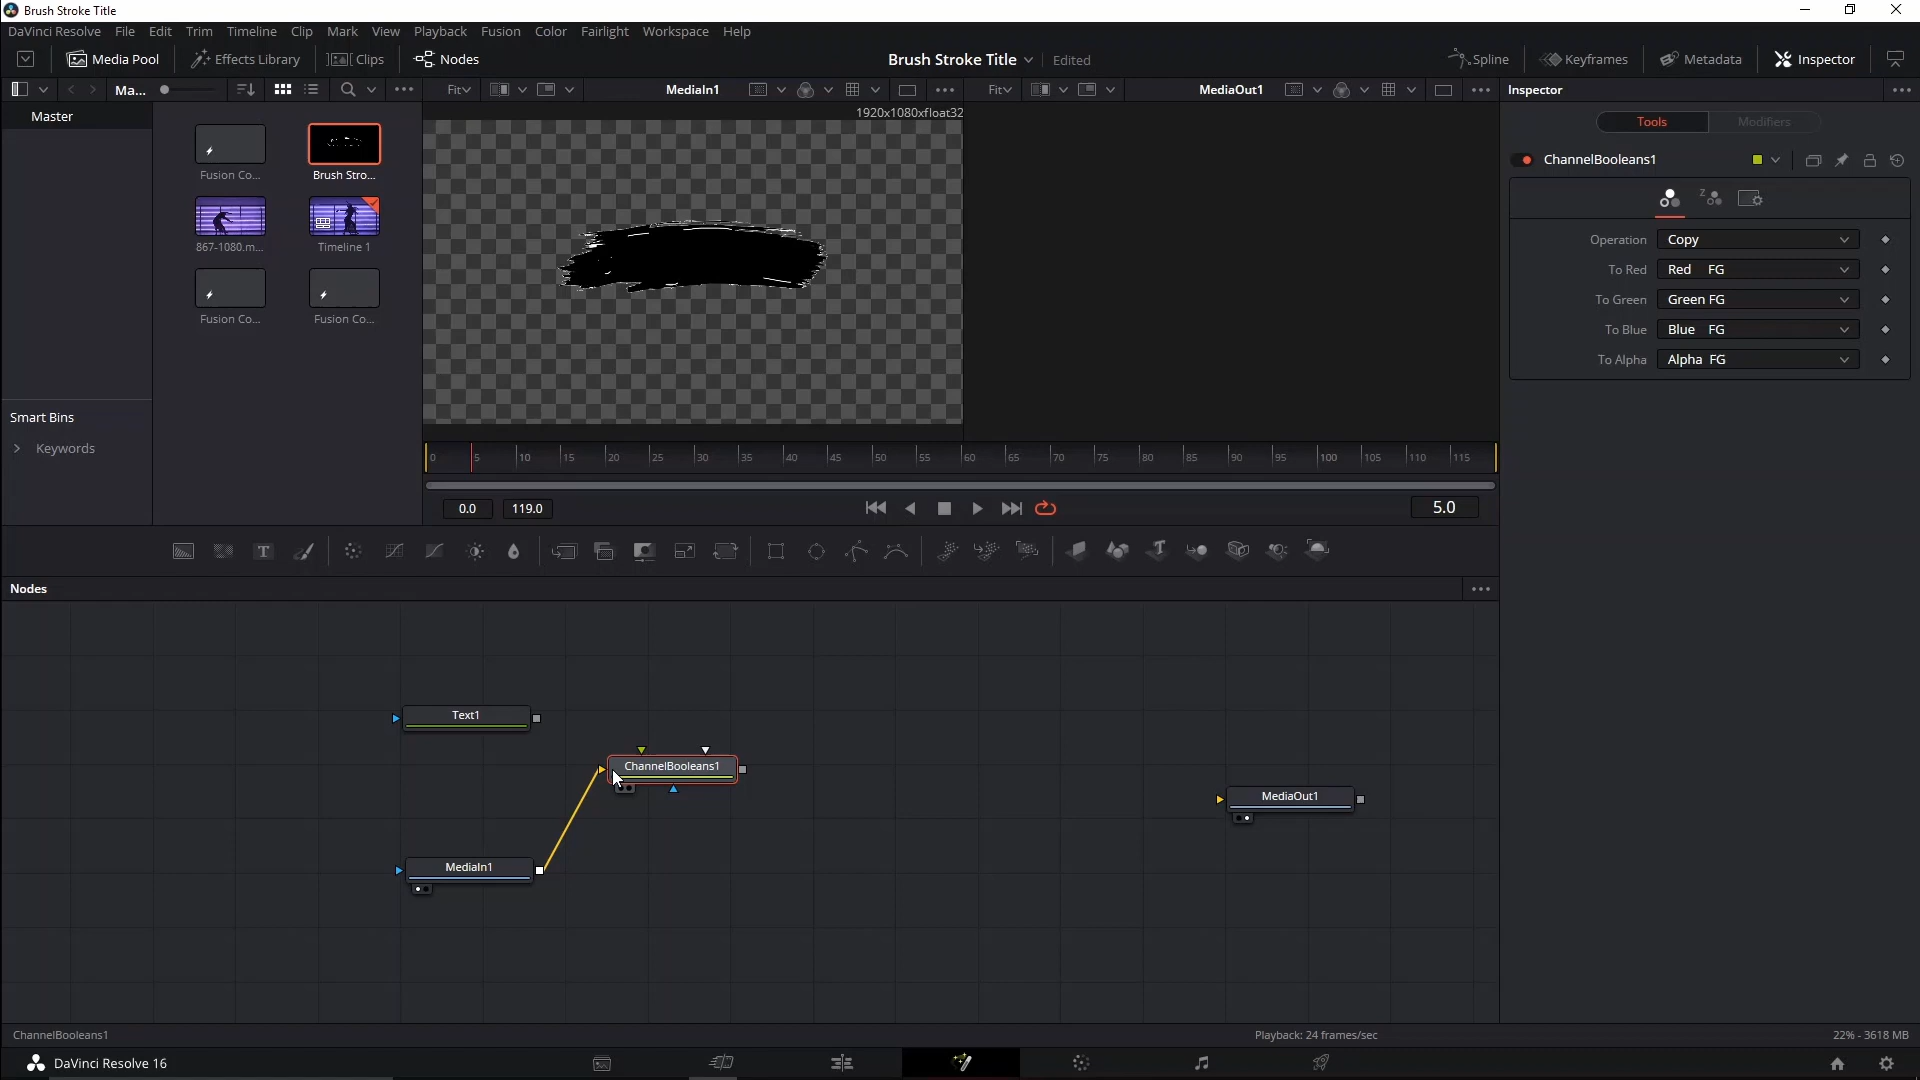 Brush Stroke Title
DaVinci Resolve File Edit Trim Timeline Clip Mark View Playback Fusion Color Fairlight Workspace Help
Media Pool Effects Library Clips Nodes Brush Stroke Title Edited Spline Keyframes Metadata Inspector
Ma... Fit MediaIn1 Fit MediaOut1 Inspector
1920x1080xfloat32
Master
Tools Modifiers
Fusion Co... Brush Stro...
ChannelBooleans1
867-1080.m... Timeline 1
Operation Copy
To Red Red FG
To Green Green FG
Fusion Co... Fusion Co...
To Blue Blue FG
To Alpha Alpha FG
Smart Bins
Keywords
0 5 10 15 20 25 30 35 40 45 50 55 60 65 70 75 80 85 90 95 100 105 110 115
0.0 119.0 5.0
Nodes
Text1
ChannelBooleans1
MediaOut1
MediaIn1
ChannelBooleans1 Playback: 24 frames/sec 22% - 3618 MB
DaVinci Resolve 16